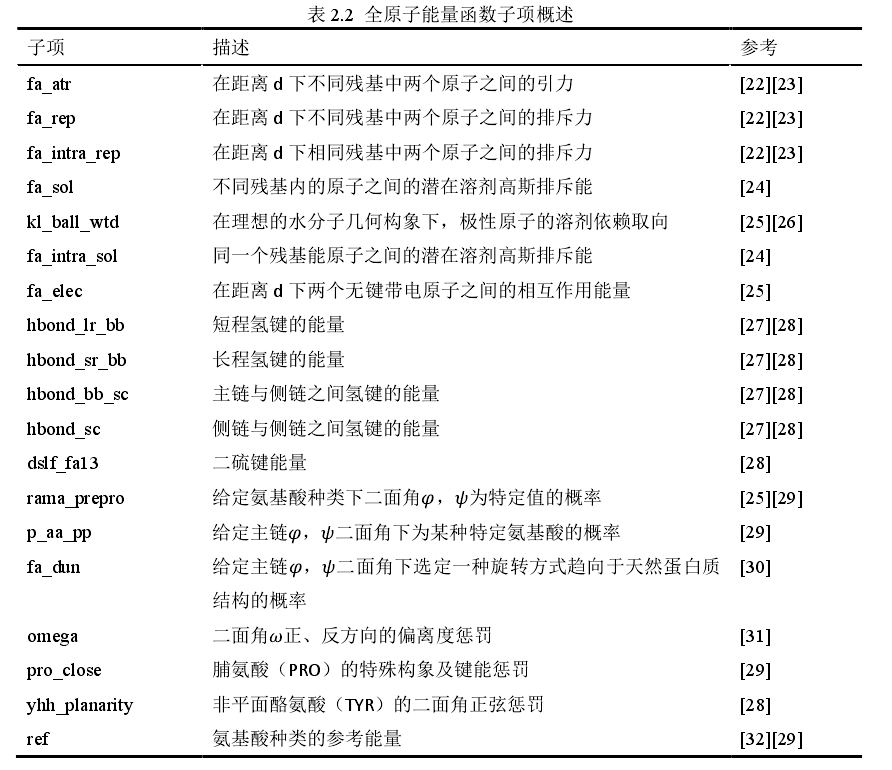 表 2.2 全原子能量函数子项概述
子项 描述 参考
fa_atr 在距离 d 下不同残基中两个原子之间的引力 [22][23]
fa_rep 在距离 d 下不同残基中两个原子之间的排斥力 [22][23]
fa_intra_rep 在距离 d 下相同残基中两个原子之间的排斥力 [22][23]
fa_sol 不同残基内的原子之间的潜在溶剂高斯排斥能 [24]
kl_ball_wtd 在理想的水分子几何构象下，极性原子的溶剂依赖取向 [25][26]
fa_intra_sol 同一个残基能原子之间的潜在溶剂高斯排斥能 [24]
fa_elec 在距离 d 下两个无键带电原子之间的相互作用能量 [25]
hbond_lr_bb 短程氢键的能量 [27][28]
hbond_sr_bb 长程氢键的能量 [27][28]
hbond_bb_sc 主链与侧链之间氢键的能量 [27][28]
hbond_sc 侧链与侧链之间氢键的能量 [27][28]
dslf_fa13 二硫键能量 [28]
rama_prepro 给定氨基酸种类下二面角φ，ψ为特定值的概率 [25][29]
p_aa_pp 给定主链φ，ψ二面角下为某种特定氨基酸的概率 [29]
fa_dun 给定主链φ，ψ二面角下选定一种旋转方式趋向于天然蛋白质 [30]
结构的概率
omega 二面角ω正、反方向的偏离度惩罚 [31]
pro_close 脯氨酸（PRO）的特殊构象及键能惩罚 [29]
yhh_planarity 非平面酪氨酸（TYR）的二面角正弦惩罚 [28]
ref 氨基酸种类的参考能量 [32][29]